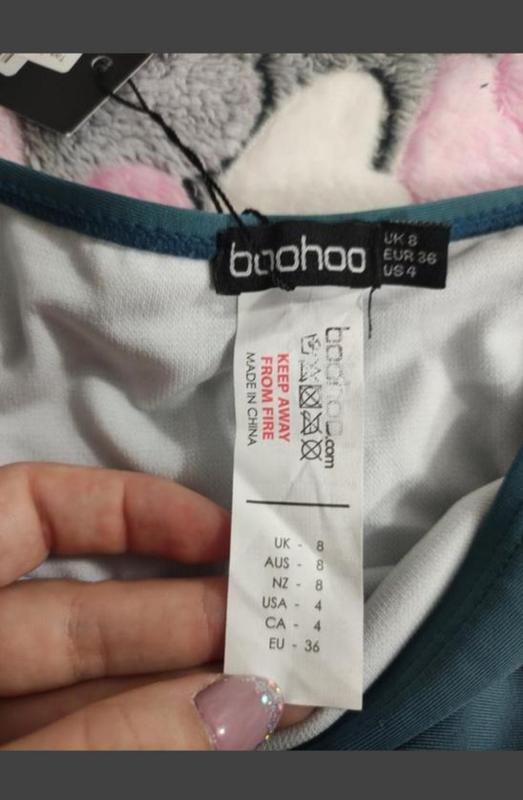 boohoo
UK 8
EUR 36
US 4
boohoo.com
KEEP AWAY
FROM FIRE
MADE IN CHINA
UK - 8
AUS - 8
NZ - 8
USA - 4
CA - 4
EU - 36